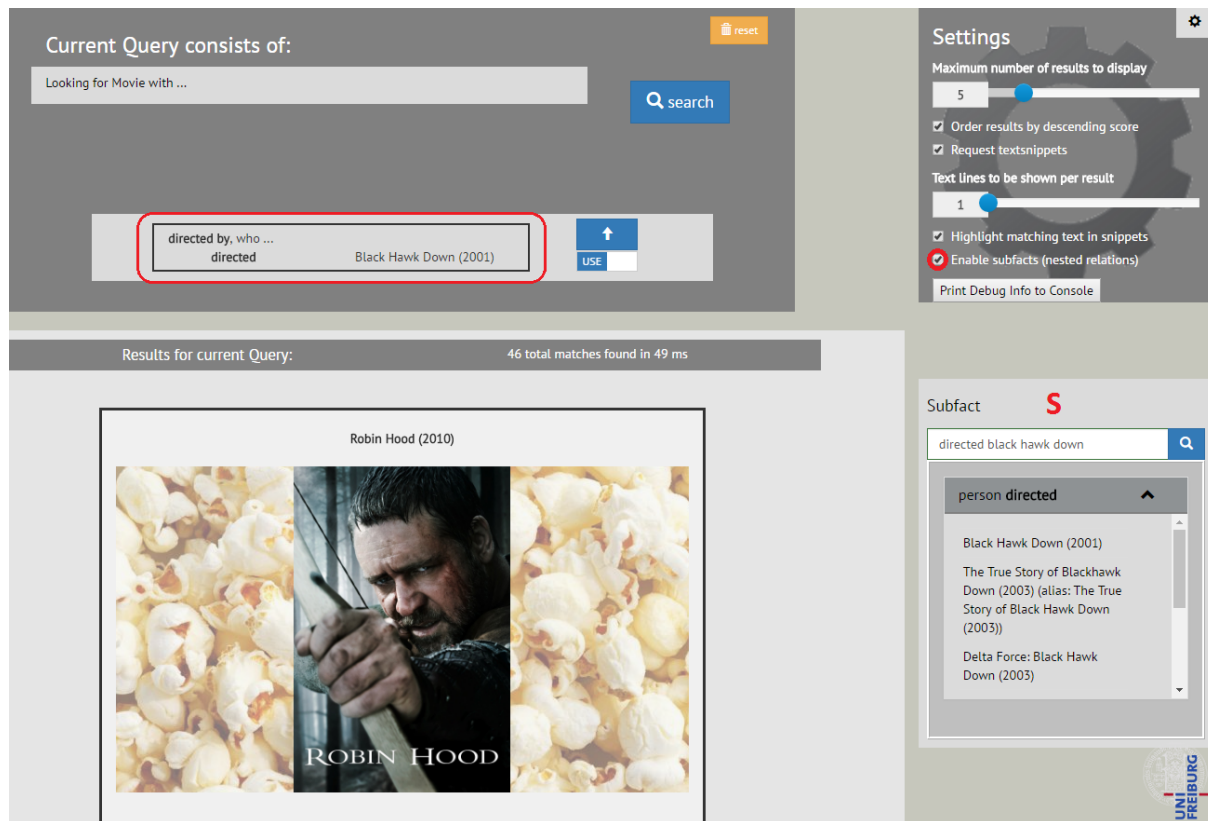 Current Query consists of:
reset
Looking for Movie with ...
search
directed by, who ...
directed Black Hawk Down (2001)
USE
Settings
Maximum number of results to display
5
Order results by descending score
Request textsnippets
Text lines to be shown per result
1
Highlight matching text in snippets
Enable subfacts (nested relations)
Print Debug Info to Console
Results for current Query: 46 total matches found in 49 ms
Robin Hood (2010)
ROBIN HOOD
Subfact S
directed black hawk down
person directed
Black Hawk Down (2001)
The True Story of Blackhawk
Down (2003) (alias: The True
Story of Black Hawk Down
(2003))
Delta Force: Black Hawk
Down (2003)
UNI
FREIBURG